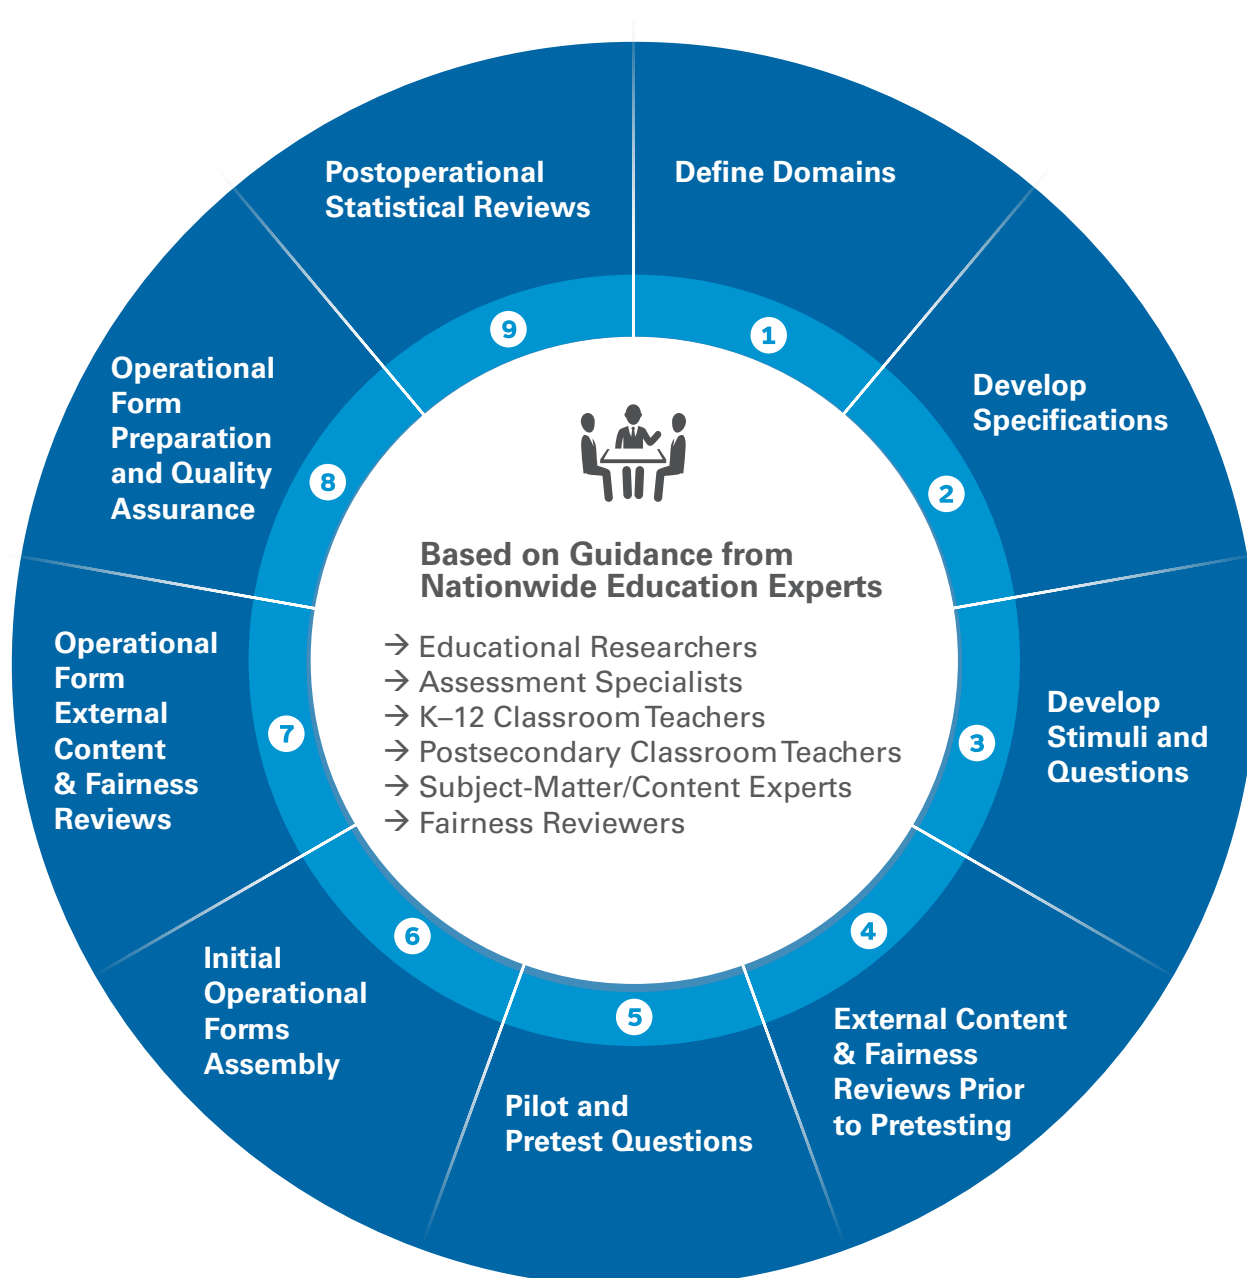 1
Define Domains
2
Develop
Specifications
3
Develop
Stimuli and
Questions
4
External Content
& Fairness
Reviews Prior
to Pretesting
5
Pilot and
Pretest Questions
6
Initial
Operational
Forms
Assembly
7
Operational
Form
External
Content
& Fairness
Reviews
8
Operational
Form
Preparation
and Quality
Assurance
9
Postoperational
Statistical Reviews
Based on Guidance from
Nationwide Education Experts
→ Educational Researchers
→ Assessment Specialists
→ K–12 Classroom Teachers
→ Postsecondary Classroom Teachers
→ Subject-Matter/Content Experts
→ Fairness Reviewers